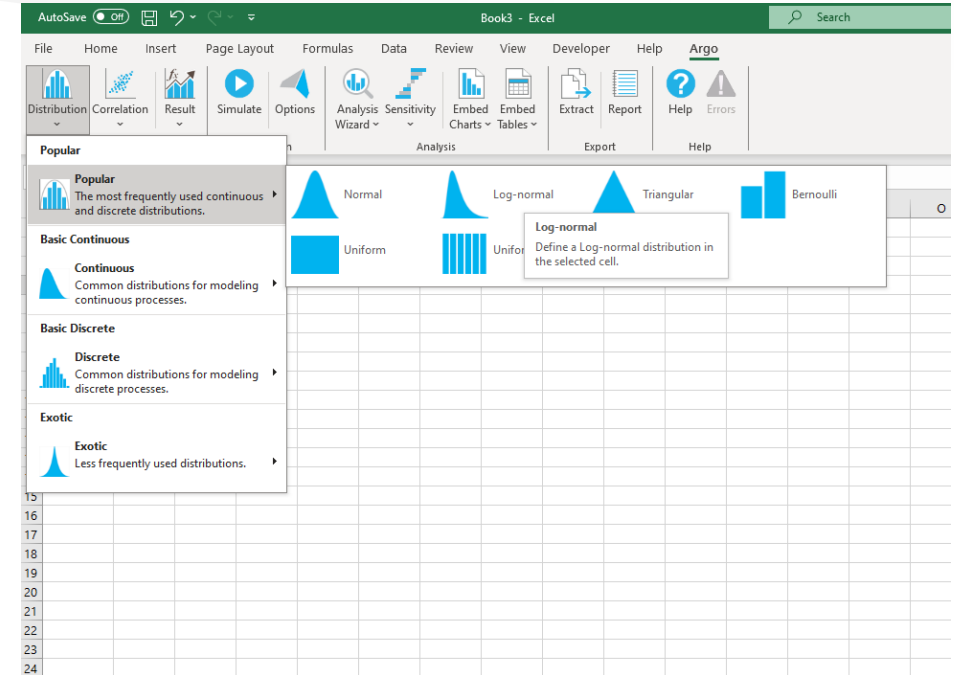 AutoSave Off
Book3 - Excel
Search
File Home Insert Page Layout Formulas Data Review View Developer Help Argo
Distribution Correlation Result Simulate Options Analysis Wizard Sensitivity Embed Charts Embed Tables Extract Report Help Errors
Analysis Export Help
Popular
Popular
The most frequently used continuous
and discrete distributions.
Basic Continuous
Continuous
Common distributions for modeling
continuous processes.
Basic Discrete
Discrete
Common distributions for modeling
discrete processes.
Exotic
Exotic
Less frequently used distributions.
Normal Log-normal Triangular Bernoulli
Uniform
Log-normal
Define a Log-normal distribution in
the selected cell.
O
15
16
17
18
19
20
21
22
23
24